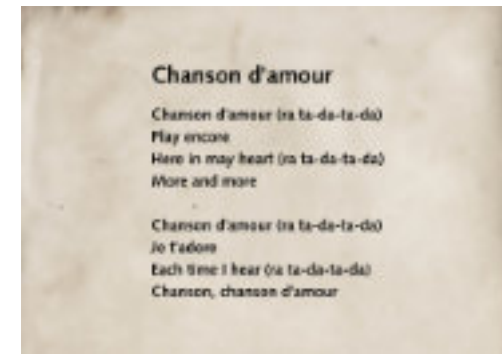 Chanson d'amour
Chanson d'amour (ra ta-da-ta-da)
Play encore
Here in may heart (ra ta-da-ta-da)
More and more
Chanson d'amour (ra ta-da-ta-da)
Je t'adore
Each time I hear (ra ta-da-ta-da)
Chanson, chanson d'amour